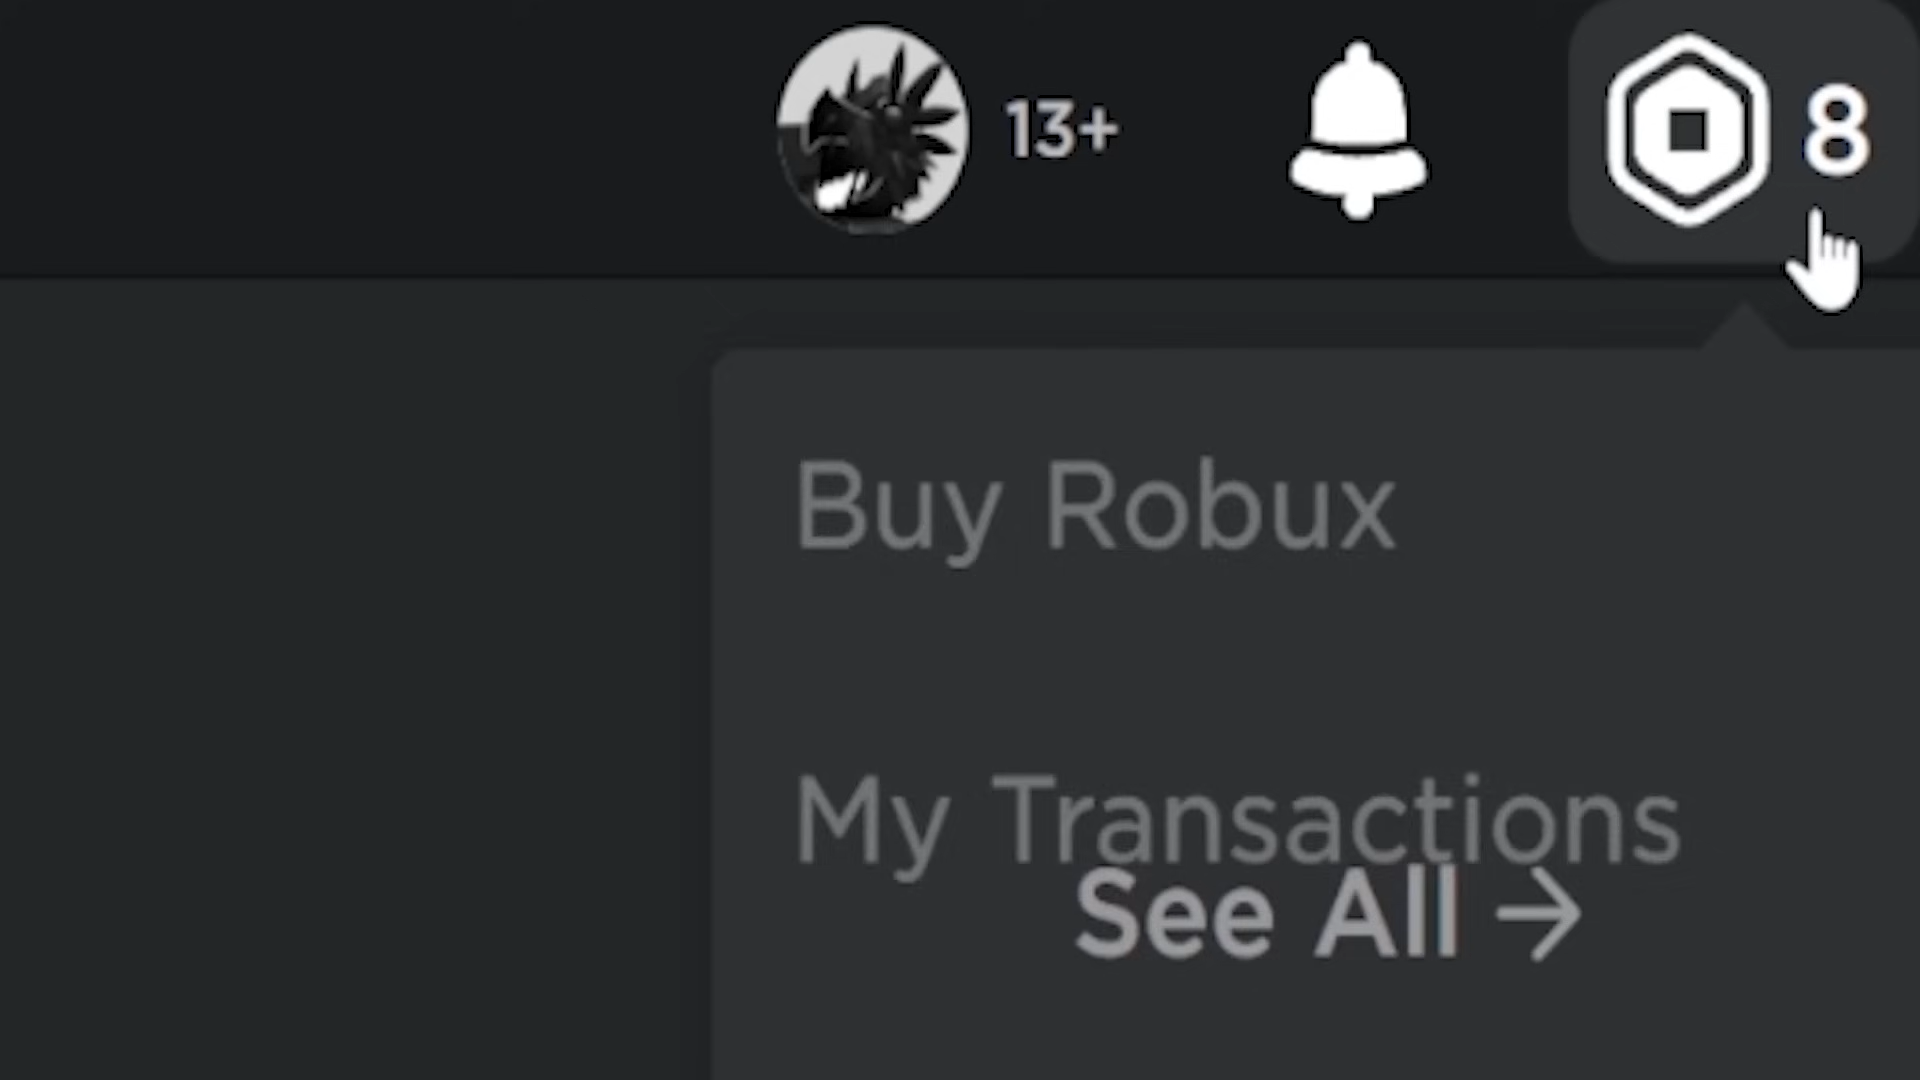 13+
8
Buy Robux
My Transactions
See All →